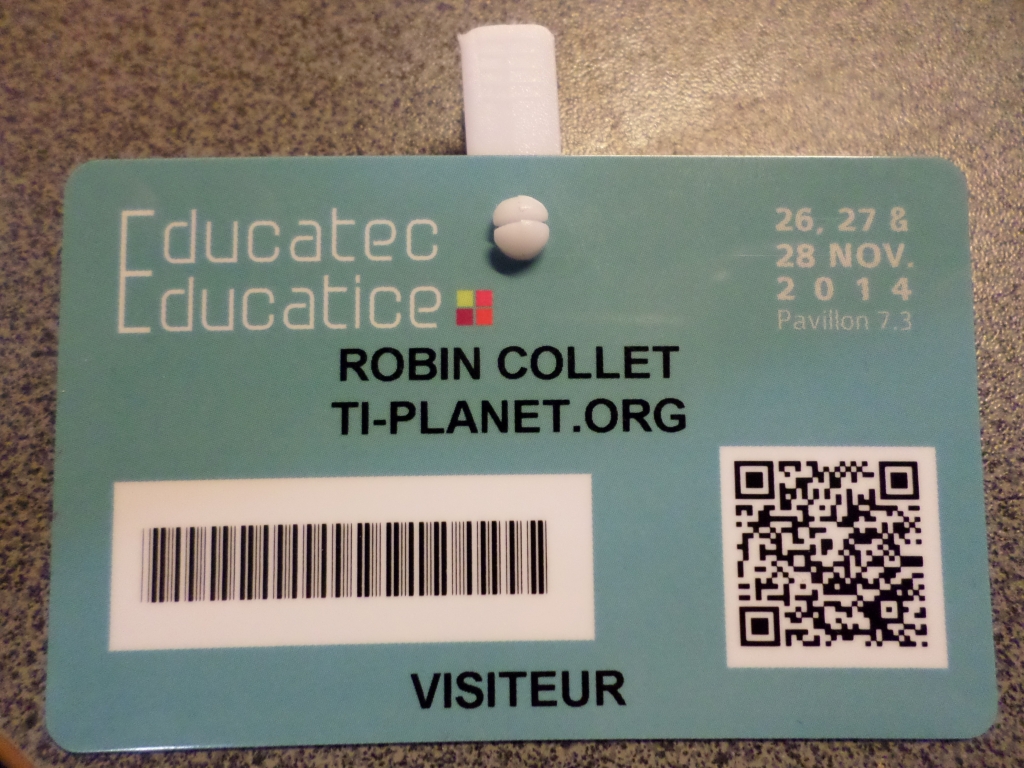 Educatec
Educatice
26, 27 &
28 NOV.
2014
Pavillon 7.3
ROBIN COLLET
TI-PLANET.ORG
VISITEUR